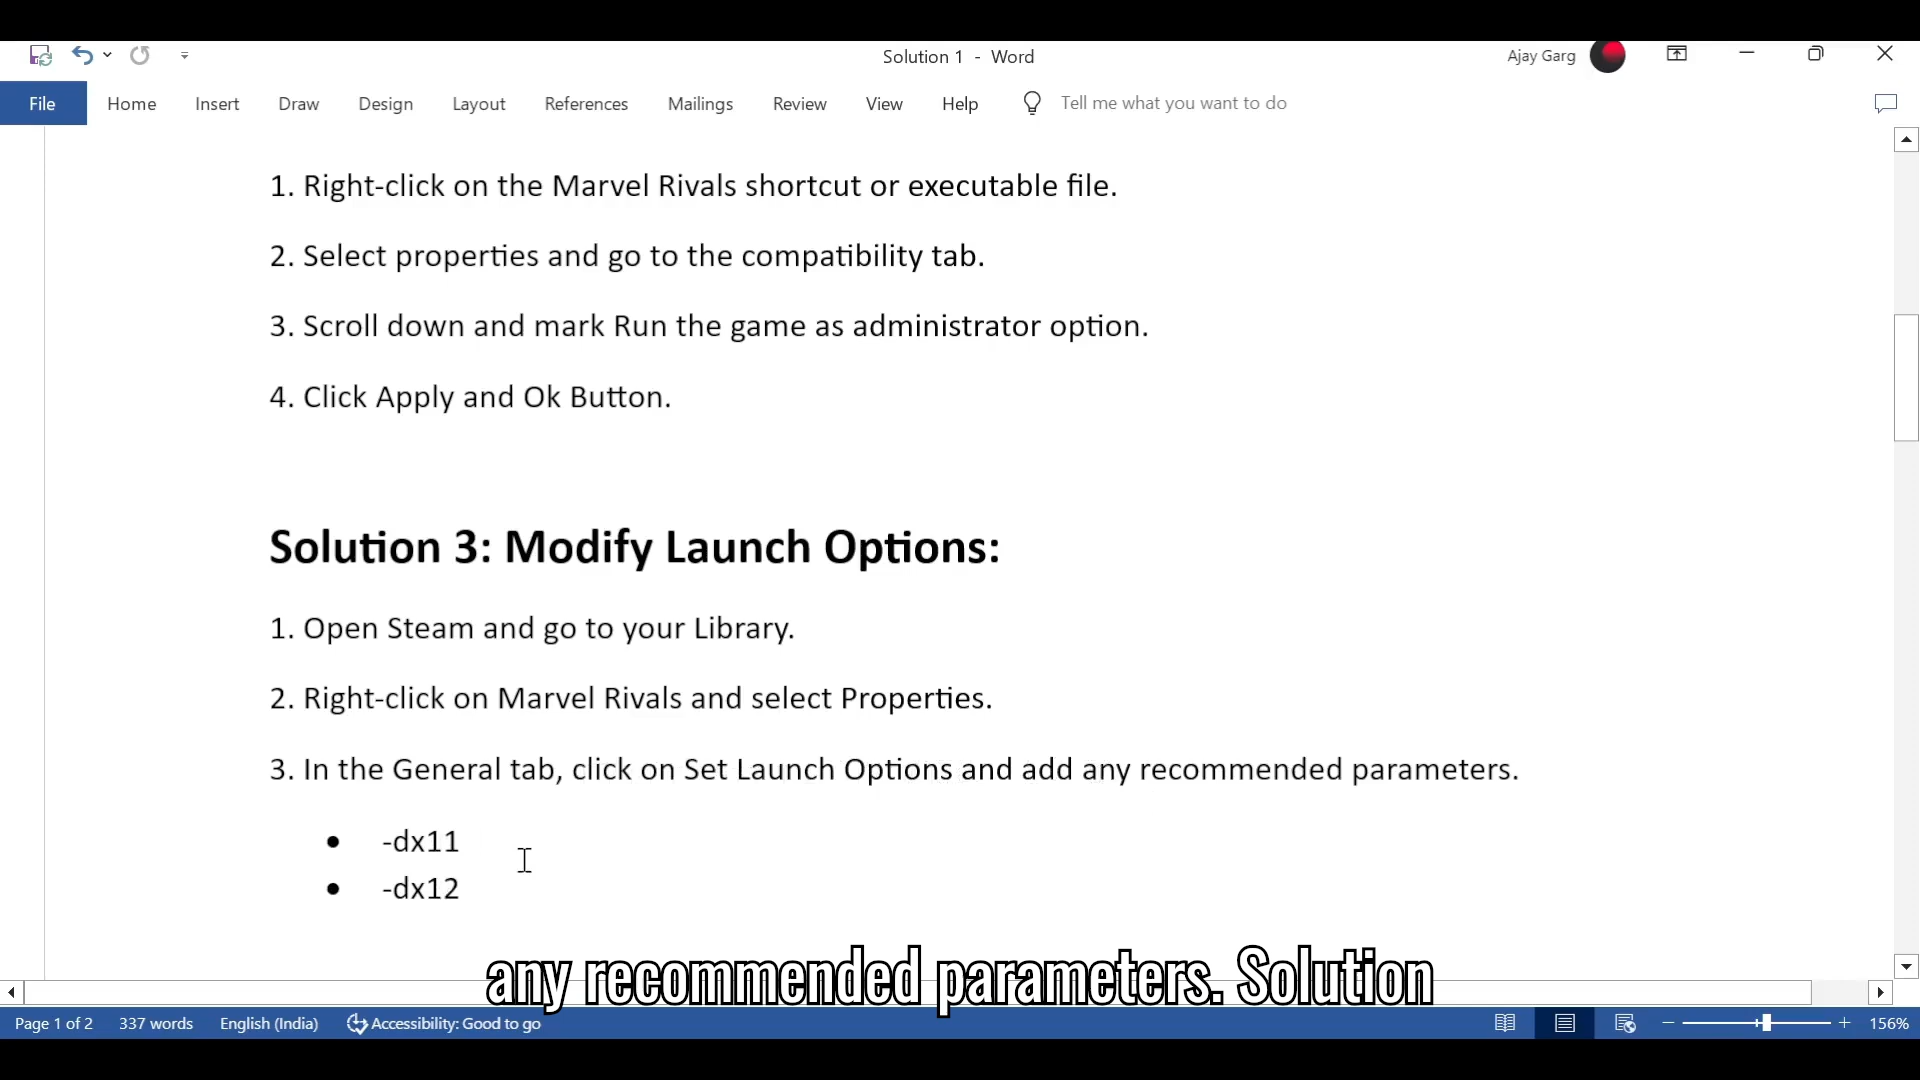 Solution 1 - Word
Ajay Garg
File Home Insert Draw Design Layout References Mailings Review View Help Tell me what you want to do
1. Right-click on the Marvel Rivals shortcut or executable file.
2. Select properties and go to the compatibility tab.
3. Scroll down and mark Run the game as administrator option.
4. Click Apply and Ok Button.
Solution 3: Modify Launch Options:
1. Open Steam and go to your Library.
2. Right-click on Marvel Rivals and select Properties.
3. In the General tab, click on Set Launch Options and add any recommended parameters.
• -dx11
• -dx12
any recommended parameters. Solution
Page 1 of 2 337 words English (India) Accessibility: Good to go 156%